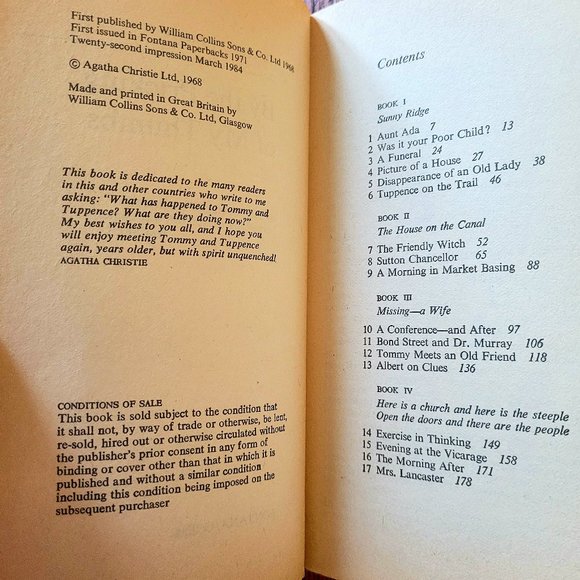 First published by William Collins Sons & Co. Ltd 1968
First issued in Fontana Paperbacks 1971
Twenty-second impression March 1984
© Agatha Christie Ltd, 1968
Made and printed in Great Britain by
William Collins Sons & Co. Ltd, Glasgow
This book is dedicated to the many readers
in this and other countries who write to me
asking: "What has happened to Tommy and
Tuppence? What are they doing now?"
My best wishes to you all, and I hope you
will enjoy meeting Tommy and Tuppence
again, years older, but with spirit unquenched!
AGATHA CHRISTIE
CONDITIONS OF SALE
This book is sold subject to the condition that
it shall not, by way of trade or otherwise, be lent,
re-sold, hired out or otherwise circulated without
the publisher's prior consent in any form of
binding or cover other than that in which it is
published and without a similar condition
including this condition being imposed on the
subsequent purchaser
Contents
BOOK I
Sunny Ridge
1 Aunt Ada 7
2 Was it your Poor Child? 13
3 A Funeral 24
4 Picture of a House 27
5 Disappearance of an Old Lady 38
6 Tuppence on the Trail 46
BOOK II
The House on the Canal
7 The Friendly Witch 52
8 Sutton Chancellor 65
9 A Morning in Market Basing 88
BOOK III
Missing—a Wife
10 A Conference—and After 97
11 Bond Street and Dr. Murray 106
12 Tommy Meets an Old Friend 118
13 Albert on Clues 136
BOOK IV
Here is a church and here is the steeple
Open the doors and there are the people
14 Exercise in Thinking 149
15 Evening at the Vicarage 158
16 The Morning After 171
17 Mrs. Lancaster 178